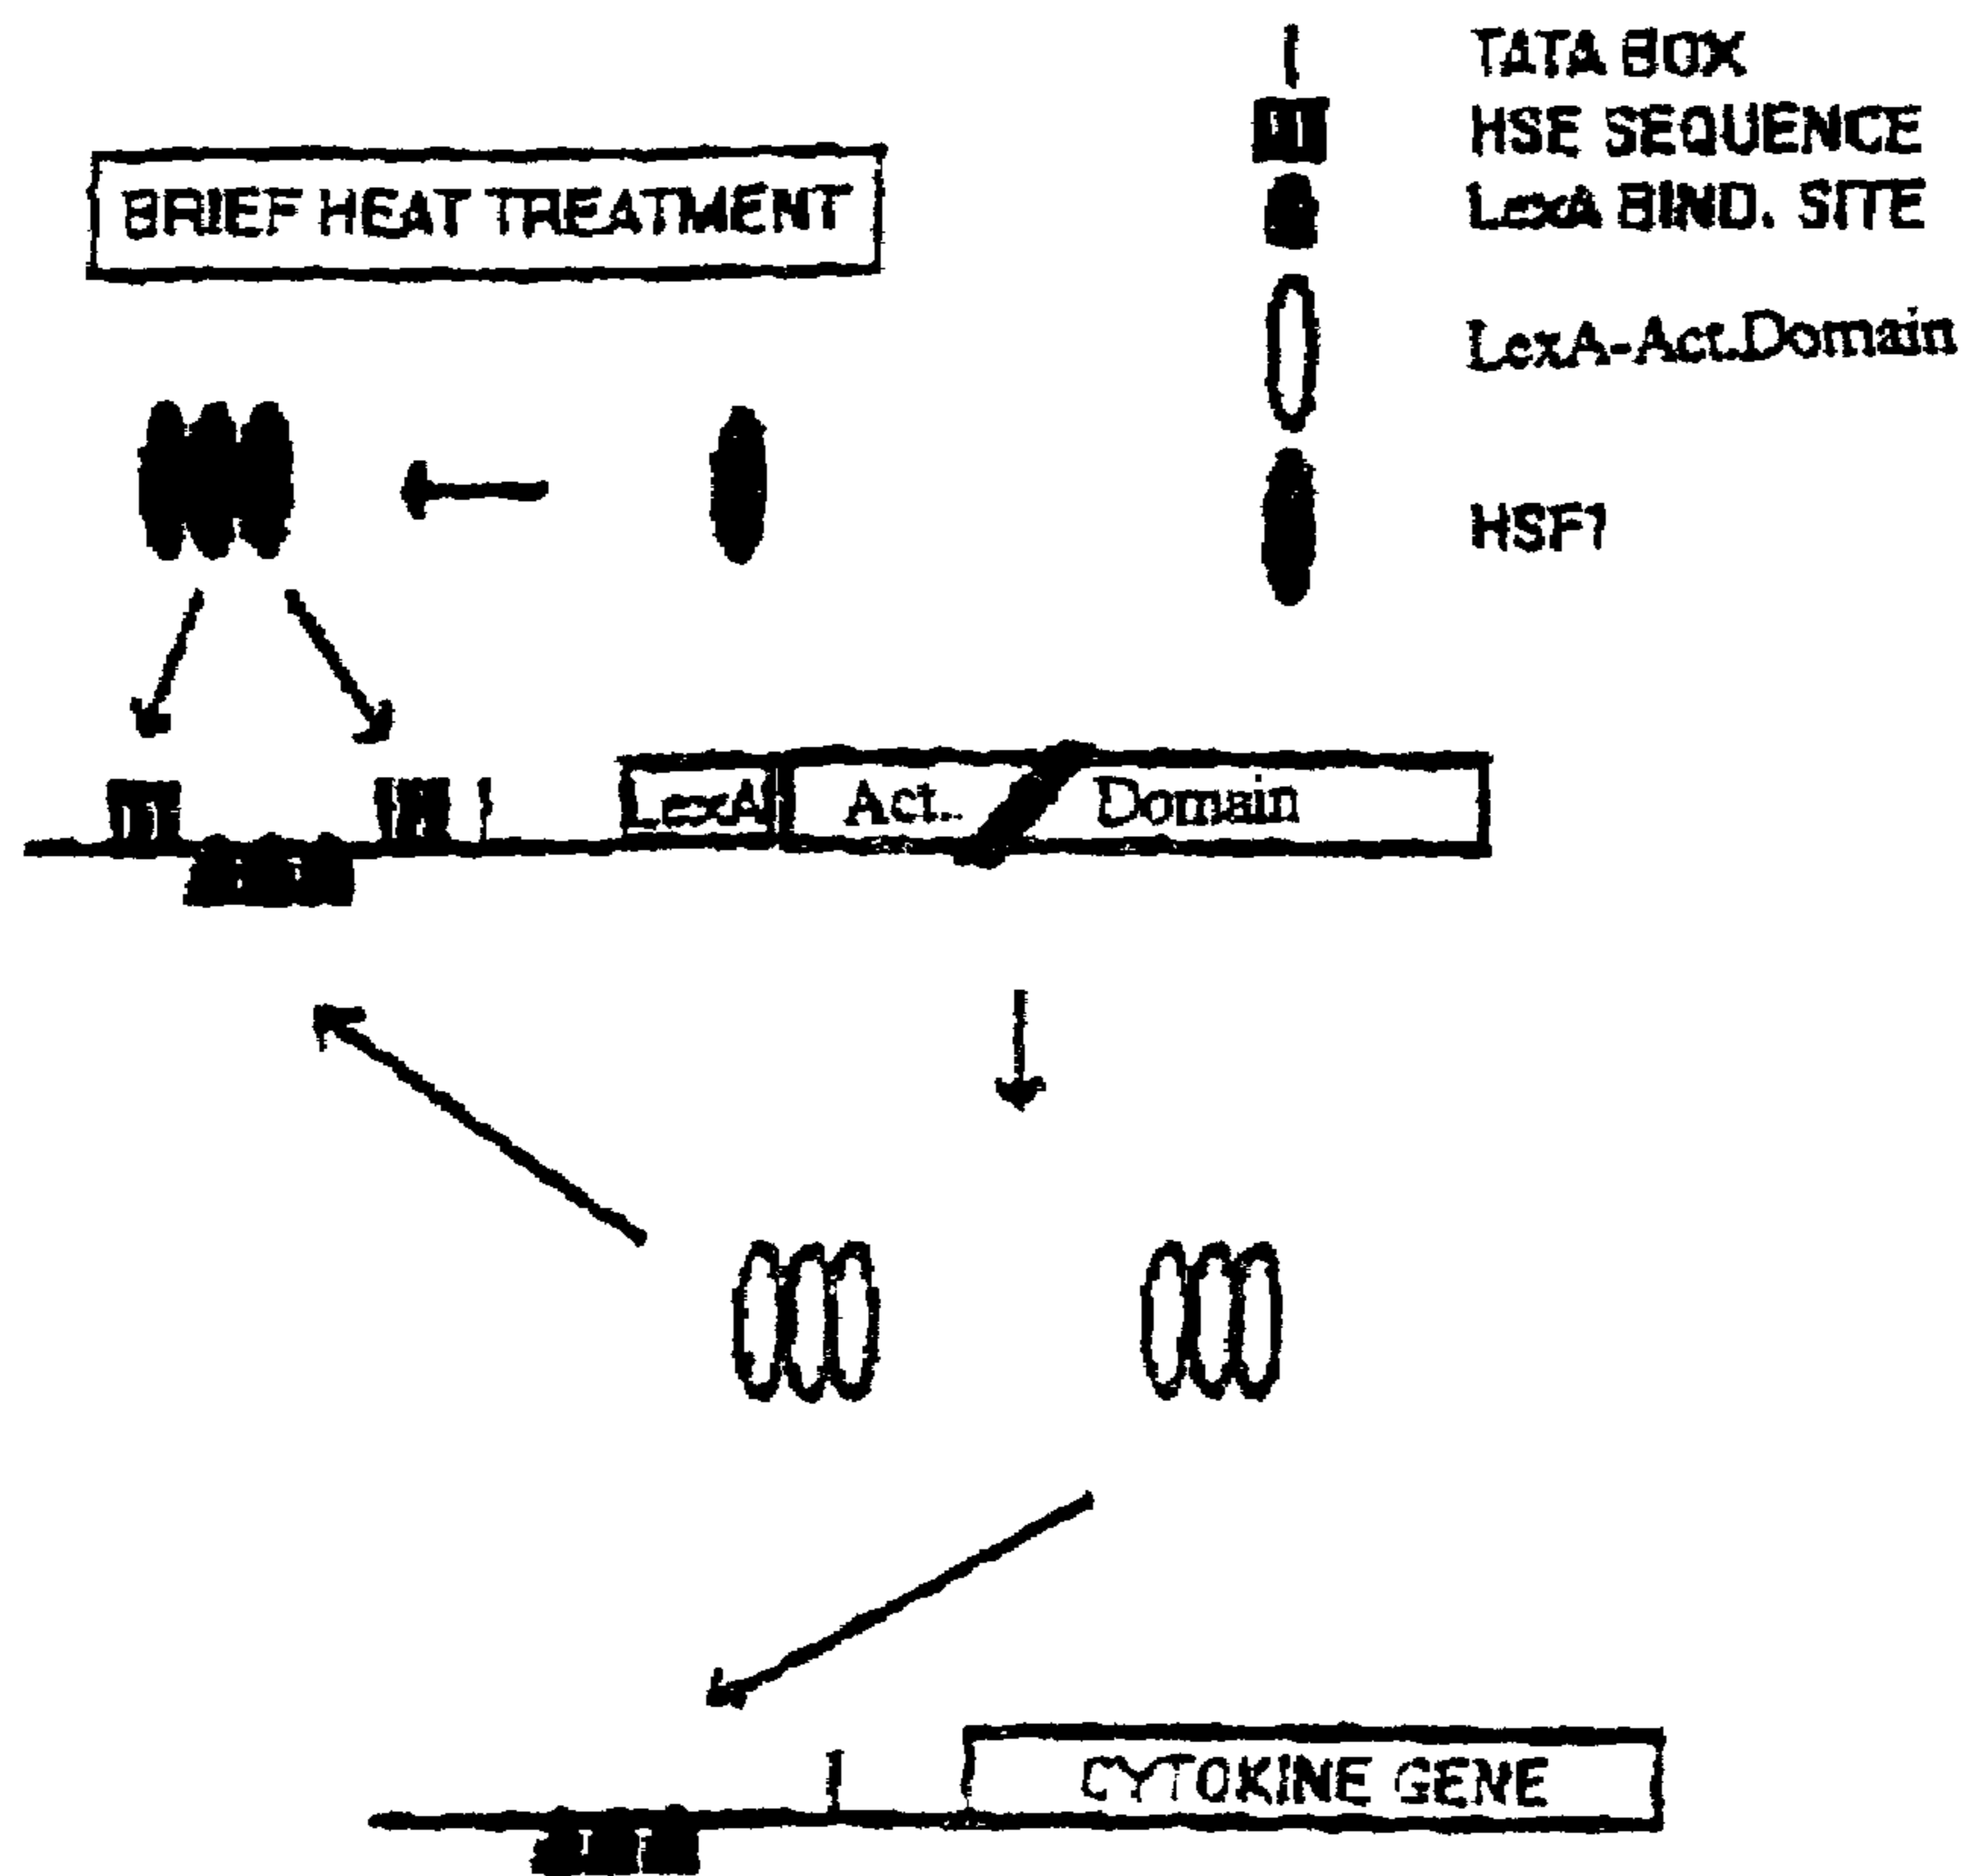 TATA BOX
HSE SEQUENCE
LexA BIND. SITE
BRIEF HEAT TREATMENT
LexA-Act.Domain
HSF1
LexA Act. Domain
CYTOKINE GENE